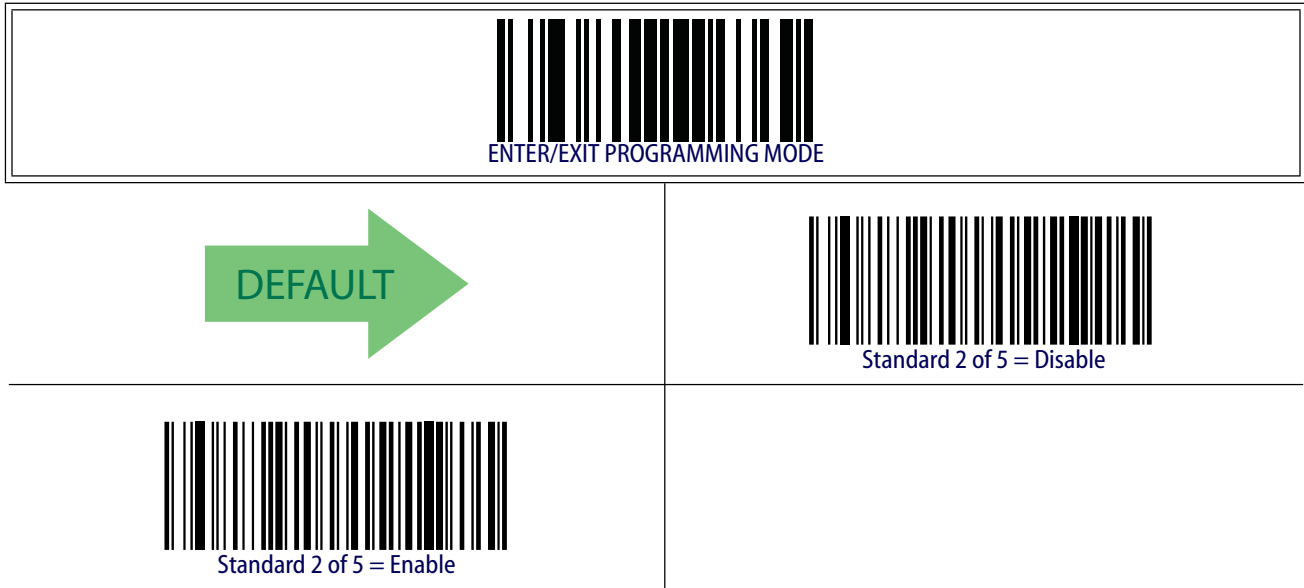 ENTER/EXIT PROGRAMMING MODE
DEFAULT
Standard 2 of 5 = Disable
Standard 2 of 5 = Enable